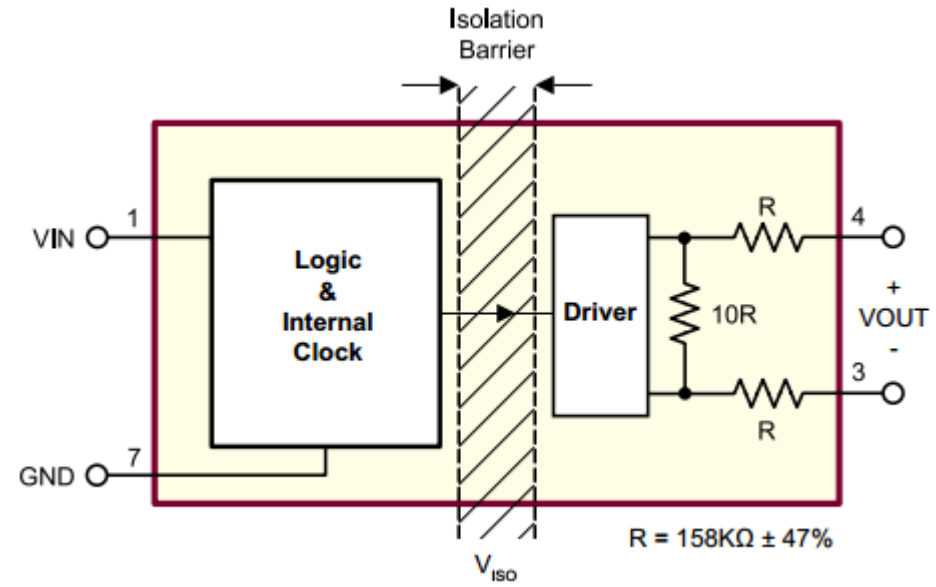 Isolation
Barrier
1
VIN
Logic
&
Internal
Clock
7
GND
Driver
R
4
10R
+
VOUT
-
3
R
R = 158KΩ ± 47%
VISO